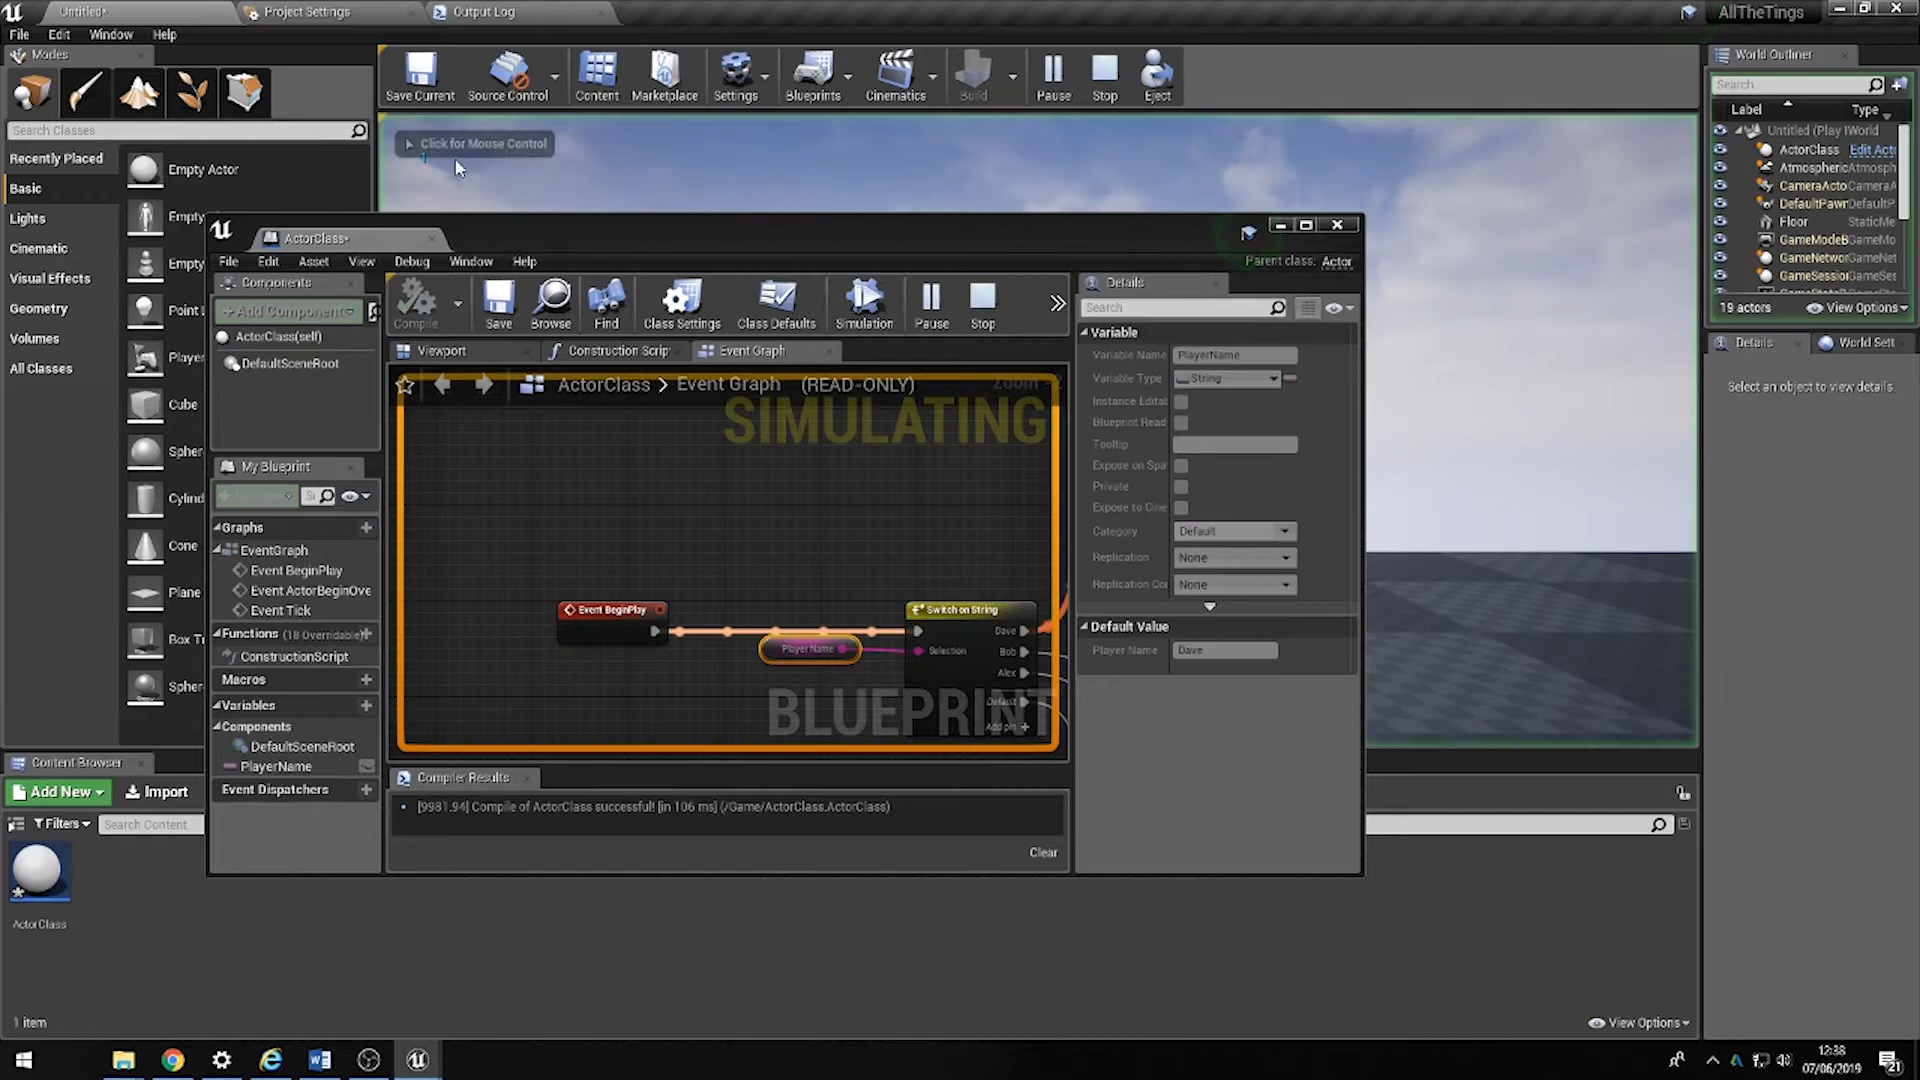 Untitled*
Project Settings
Output Log
AllTheTings
File Edit Window Help
Modes
Save Current
Source Control
Content
Marketplace
Settings
Blueprints
Cinematics
Build
Pause
Stop
Eject
World Outliner
Search...
Label Type
Untitled (Play I World
ActorClass Edit Act
Atmospheric Atmosph
CameraActo CameraA
DefaultPawn DefaultP
Floor StaticMe
GameModeB GameMo
GameNetwor GameNet
GameSession GameSes
19 actors
View Options
Details
World Sett
Select an object to view details.
Search Classes
Recently Placed
Basic
Lights
Cinematic
Visual Effects
Geometry
Volumes
All Classes
Empty Actor
Empty
Empty
Point L
Player
Cube
Spher
Cylind
Cone
Plane
Box Tr
Spher
Click for Mouse Control
1
ActorClass*
File Edit Asset View Debug Window Help
Parent class: Actor
Components
+ Add Component
ActorClass(self)
DefaultSceneRoot
Compile
Save
Browse
Find
Class Settings
Class Defaults
Simulation
Pause
Stop
Viewport
Construction Scrip
Event Graph
ActorClass > Event Graph (READ-ONLY)
Zoom -2
SIMULATING
Event BeginPlay
PlayerName
Switch on String
Selection
Dave
Bob
Alex
Default
Add pin +
BLUEPRINT
My Blueprint
Graphs
EventGraph
Event BeginPlay
Event ActorBeginOve
Event Tick
Functions (18 Overridable)
ConstructionScript
Macros
Variables
Components
DefaultSceneRoot
PlayerName
Event Dispatchers
Compiler Results
[9981.94] Compile of ActorClass successful! [in 106 ms] (/Game/ActorClass.ActorClass)
Clear
Details
Search
Variable
Variable Name PlayerName
Variable Type String
Instance Editab
Blueprint Read
Tooltip
Expose on Spa
Private
Expose to Cine
Category Default
Replication None
Replication Co None
Default Value
Player Name Dave
Content Browser
Add New
Import
Filters
Search Content
ActorClass
1 item
View Options
12:38
07/06/2019
21